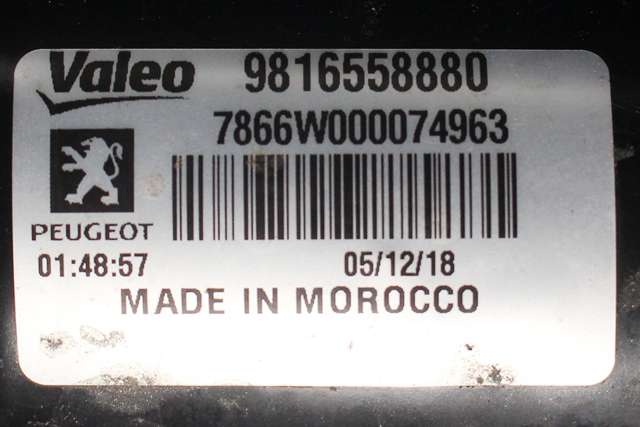 Valeo 9816558880
7866W000074963
PEUGEOT
01:48:57 05/12/18
MADE IN MOROCCO